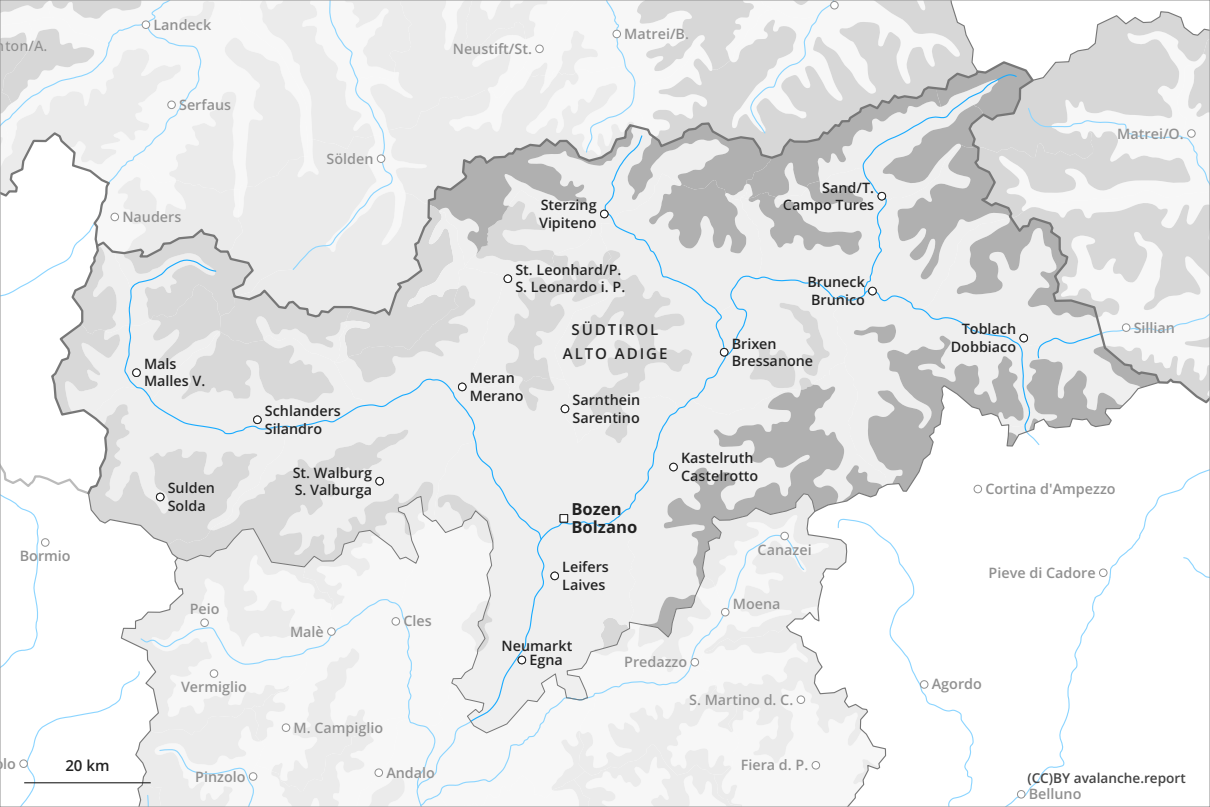 Landeck
Matrei/B.
nton/A.
Neustift/St.
Serfaus
Matrei/O.
Sölden
Sand/T.
Campo Tures
Sterzing
Vipiteno
Nauders
St. Leonhard/P.
S. Leonardo i. P.
Bruneck
Brunico
SÜDTIROL
ALTO ADIGE
Toblach
Dobbiaco
Sillian
Brixen
Bressanone
Mals
Malles V.
Meran
Merano
Sarnthein
Sarentino
Schlanders
Silandro
Kastelruth
Castelrotto
St. Walburg
S. Valburga
Sulden
Solda
Cortina d'Ampezzo
Bozen
Bolzano
Bormio
Canazei
Leifers
Laives
Pieve di Cadore
Peio
Moena
Malè
Cles
Neumarkt
Egna
Predazzo
Vermiglio
Agordo
S. Martino d. C.
M. Campiglio
20 km
olo
Pinzolo
Andalo
Fiera d. P.
(CC)BY avalanche.report
Belluno